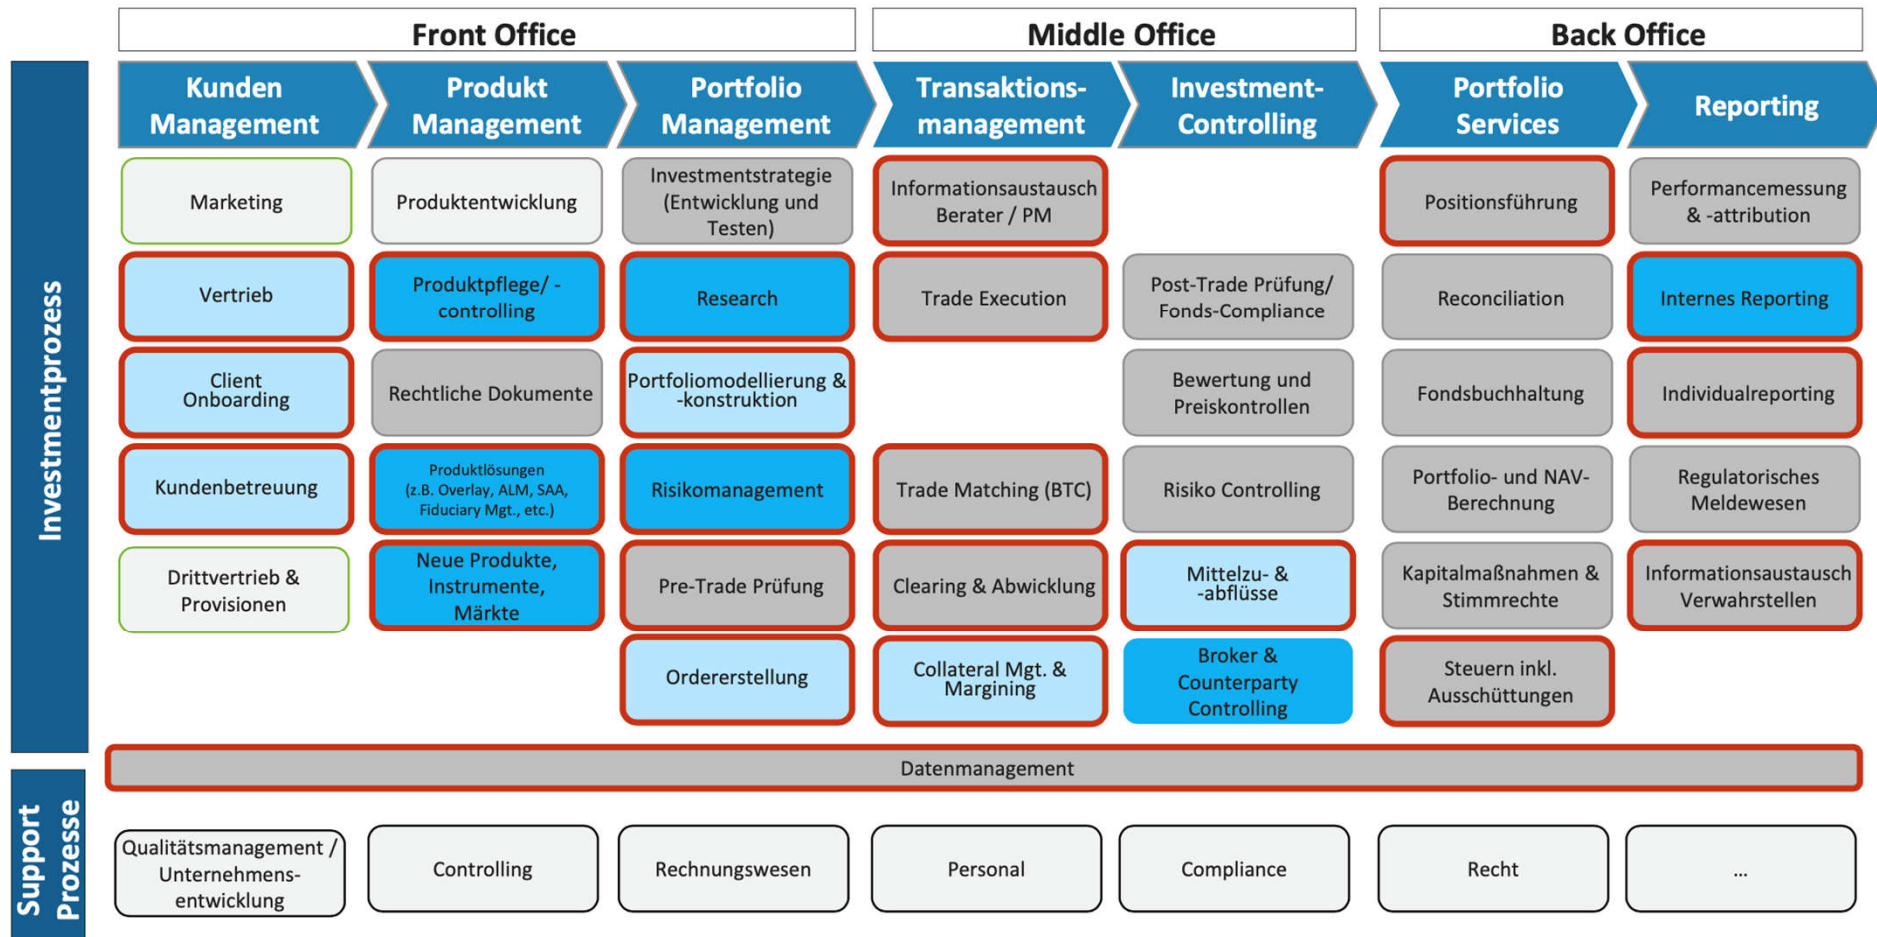 Front Office
Middle Office
Back Office
Investmentprozess
Kunden
Management
Produkt
Management
Portfolio
Management
Transaktions-
management
Investment-
Controlling
Portfolio
Services
Reporting
Marketing
Vertrieb
Client
Onboarding
Kundenbetreuung
Drittvertrieb &
Provisionen
Produktentwicklung
Produktpflege/ -
controlling
Rechtliche Dokumente
Produktlösungen
(z.B. Overlay, ALM, SAA,
Fiduciary Mgt., etc.)
Neue Produkte,
Instrumente,
Märkte
Investmentstrategie
(Entwicklung und
Testen)
Research
Portfoliomodellierung &
-konstruktion
Risikomanagement
Pre-Trade Prüfung
Ordererstellung
Informationsaustausch
Berater / PM
Trade Execution
Trade Matching (BTC)
Clearing & Abwicklung
Collateral Mgt. &
Margining
Post-Trade Prüfung/
Fonds-Compliance
Bewertung und
Preiskontrollen
Risiko Controlling
Mittelzu- &
-abflüsse
Broker &
Counterparty
Controlling
Positionsführung
Reconciliation
Fondsbuchhaltung
Portfolio- und NAV-
Berechnung
Kapitalmaßnahmen &
Stimmrechte
Steuern inkl.
Ausschüttungen
Performancemessung
& -attribution
Internes Reporting
Individualreporting
Regulatorisches
Meldewesen
Informationsaustausch
Verwahrstellen
Datenmanagement
Support
Prozesse
Qualitätsmanagement /
Unternehmens-
entwicklung
Controlling
Rechnungswesen
Personal
Compliance
Recht
...